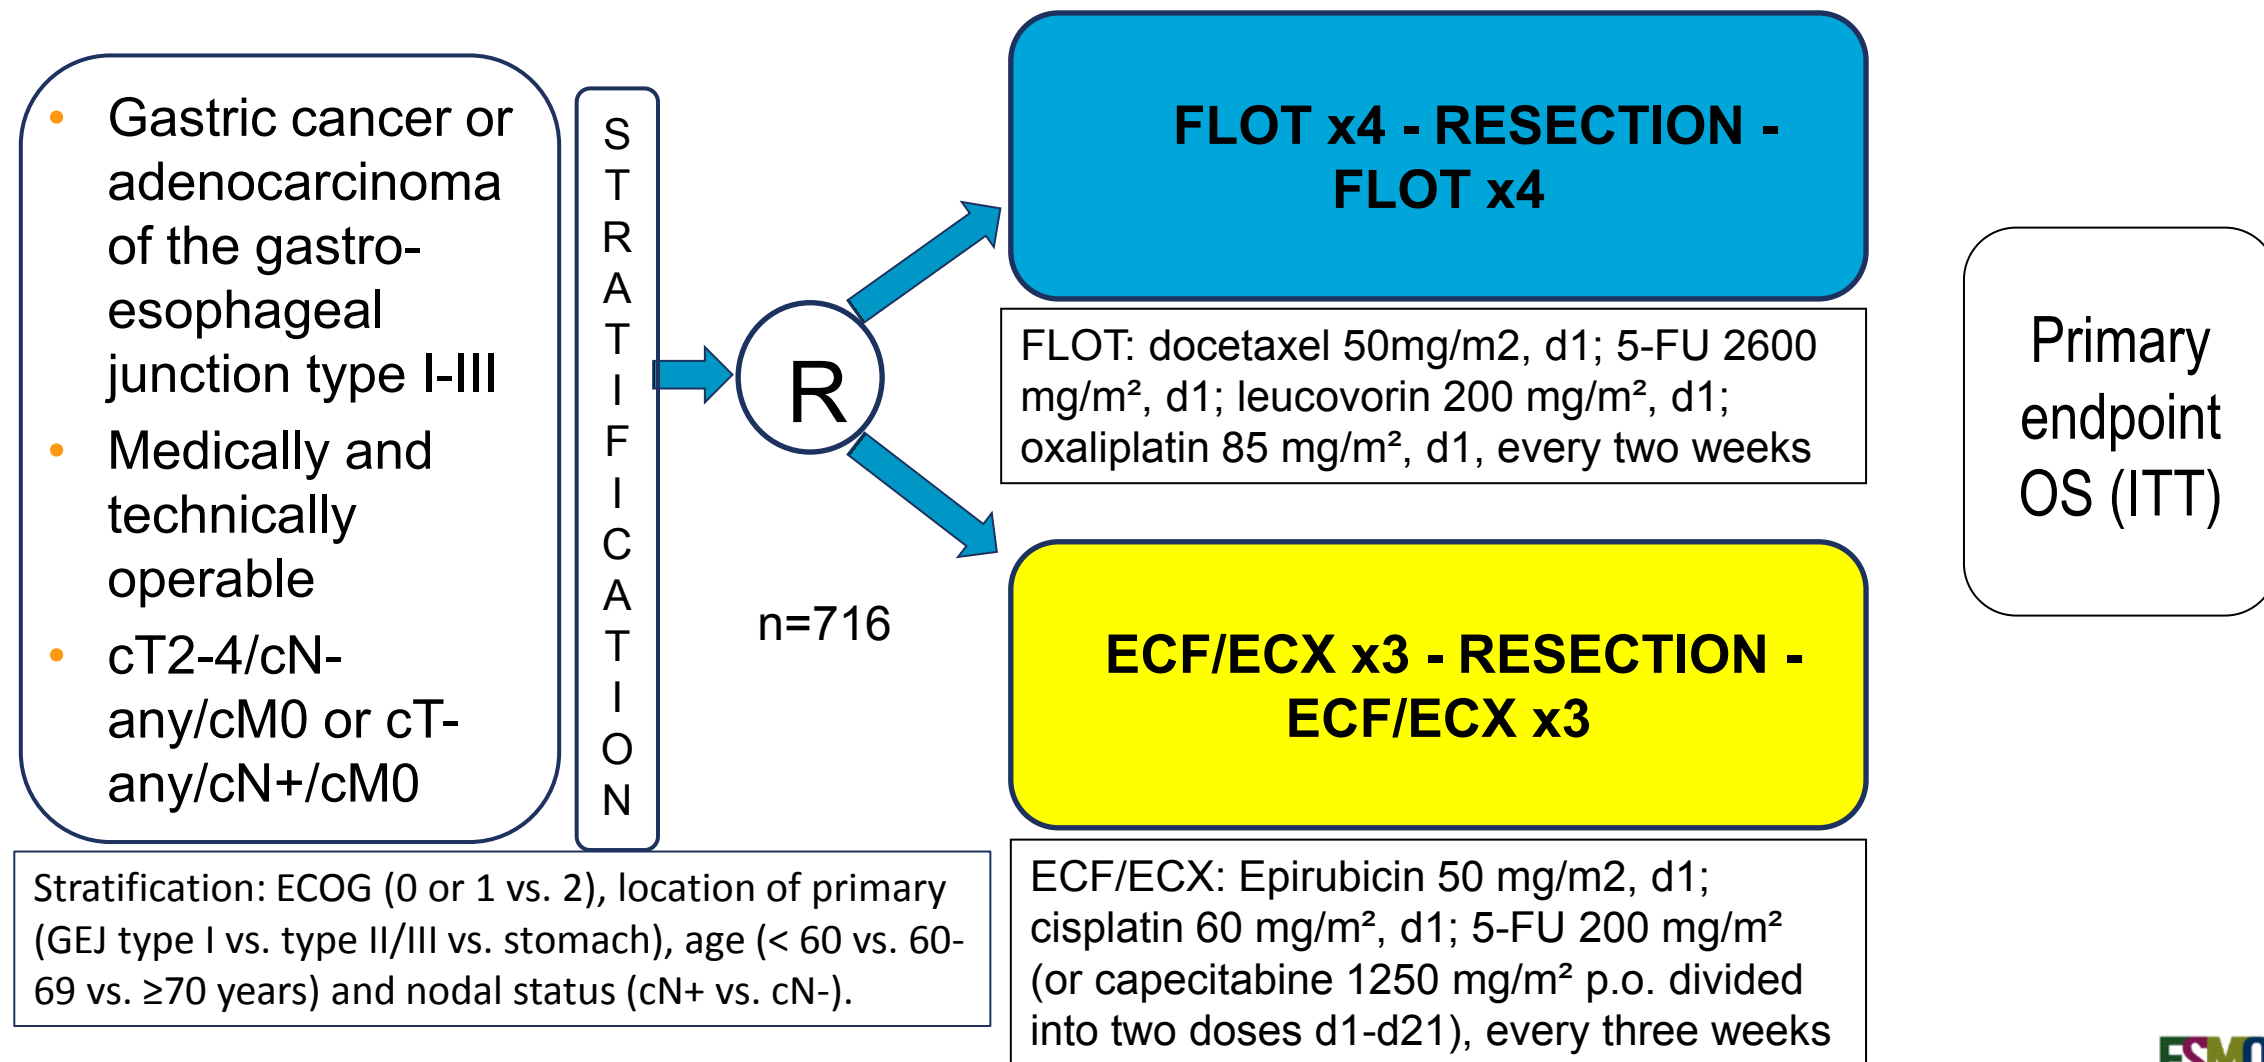 • Gastric cancer or
adenocarcinoma
of the gastro-
esophageal
junction type I-III
• Medically and
technically
operable
• cT2-4/cN-
any/cM0 or cT-
any/cN+/cM0
S
T
R
A
T
I
F
I
C
A
T
I
O
N
R
n=716
FLOT x4 - RESECTION -
FLOT x4
FLOT: docetaxel 50mg/m2, d1; 5-FU 2600
mg/m², d1; leucovorin 200 mg/m², d1;
oxaliplatin 85 mg/m², d1, every two weeks
ECF/ECX x3 - RESECTION -
ECF/ECX x3
ECF/ECX: Epirubicin 50 mg/m2, d1;
cisplatin 60 mg/m², d1; 5-FU 200 mg/m²
(or capecitabine 1250 mg/m² p.o. divided
into two doses d1-d21), every three weeks
Primary
endpoint
OS (ITT)
Stratification: ECOG (0 or 1 vs. 2), location of primary
(GEJ type I vs. type II/III vs. stomach), age (< 60 vs. 60-
69 vs. ≥70 years) and nodal status (cN+ vs. cN-).
ESMO